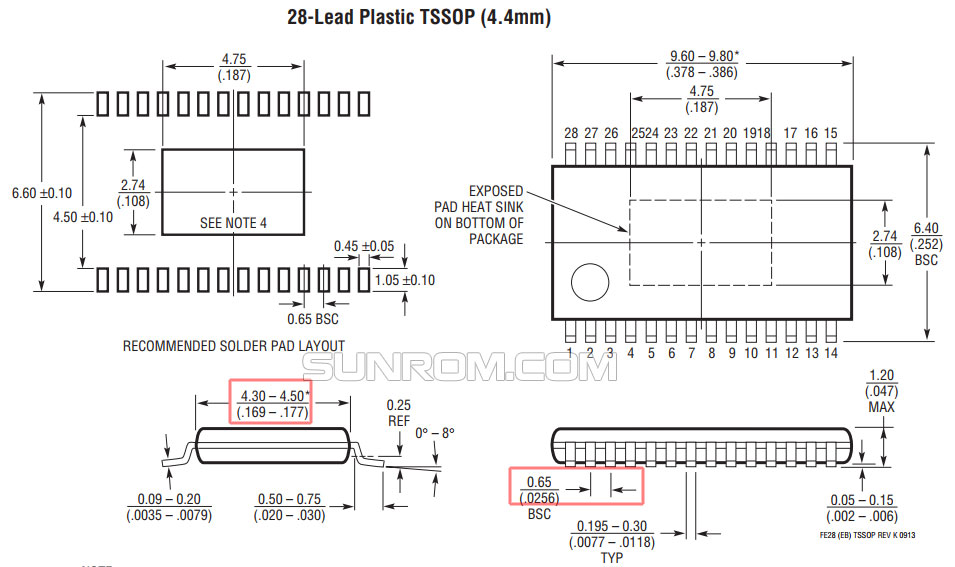 28-Lead Plastic TSSOP (4.4mm)
4.75
(.187)
6.60 ±0.10
4.50 ±0.10
2.74
(.108)
SEE NOTE 4
0.45 ±0.05
1.05 ±0.10
0.65 BSC
RECOMMENDED SOLDER PAD LAYOUT
9.60 – 9.80*
(.378 – .386)
4.75
(.187)
28 27 26 25 24 23 22 21 20 19 18 17 16 15
EXPOSED
PAD HEAT SINK
ON BOTTOM OF
PACKAGE
2.74
(.108)
6.40
(.252)
BSC
1 2 3 4 5 6 7 8 9 10 11 12 13 14
SUNROM.COM
4.30 – 4.50*
(.169 – .177)
0.25
REF
0° – 8°
0.09 – 0.20
(.0035 – .0079)
0.50 – 0.75
(.020 – .030)
1.20
(.047)
MAX
0.65
(.0256)
BSC
0.195 – 0.30
(.0077 – .0118)
TYP
0.05 – 0.15
(.002 – .006)
FE28 (EB) TSSOP REV K 0913